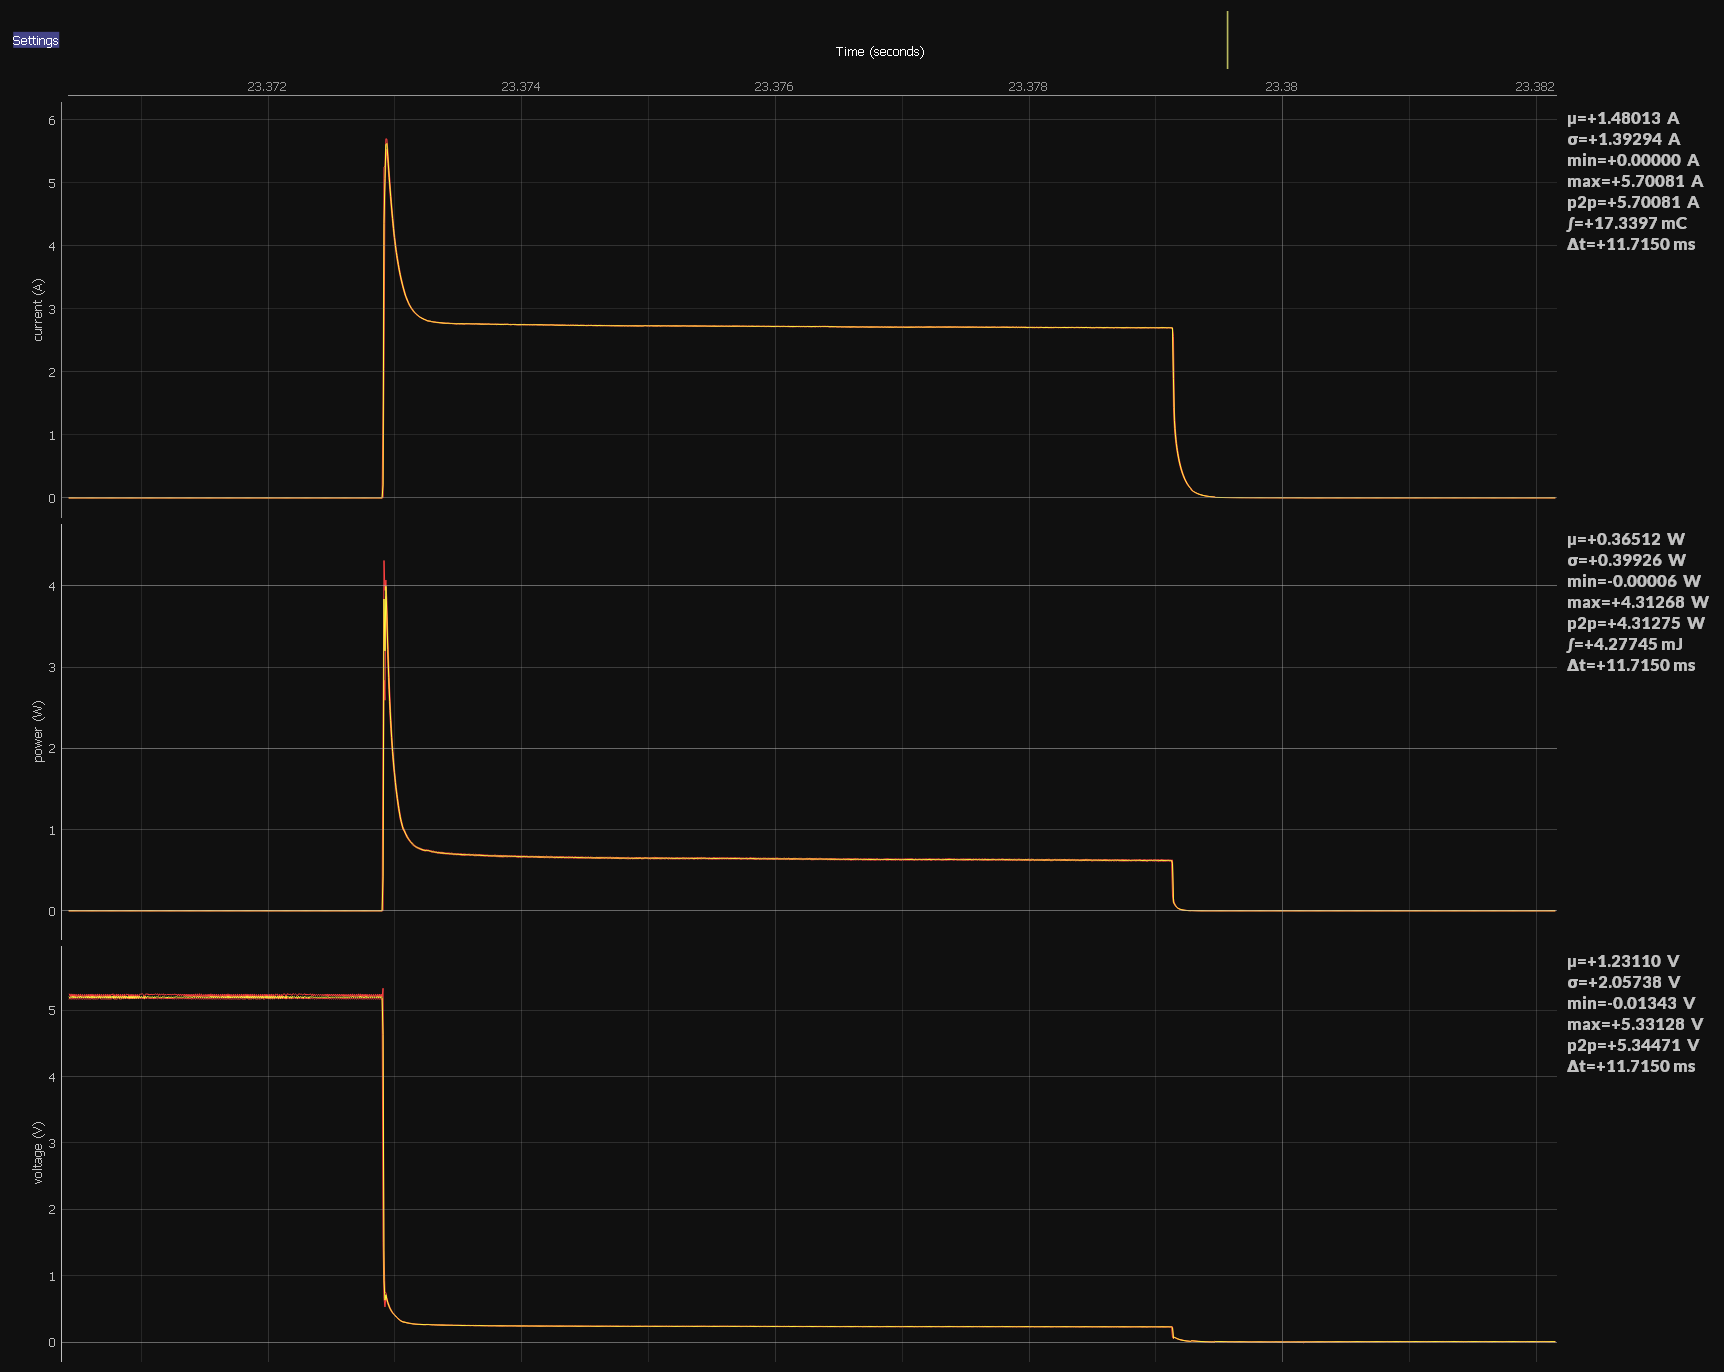 Settings
Time (seconds)
23.372 23.374 23.376 23.378 23.38 23.382
6
5
4
3
2
1
0
current (A)
μ=+1.48013 A
σ=+1.39294 A
min=+0.00000 A
max=+5.70081 A
p2p=+5.70081 A
∫=+17.3397 mC
Δt=+11.7150 ms
4
3
2
1
0
power (W)
μ=+0.36512 W
σ=+0.39926 W
min=-0.00006 W
max=+4.31268 W
p2p=+4.31275 W
∫=+4.27745 mJ
Δt=+11.7150 ms
5
4
3
2
1
0
voltage (V)
μ=+1.23110 V
σ=+2.05738 V
min=-0.01343 V
max=+5.33128 V
p2p=+5.34471 V
Δt=+11.7150 ms